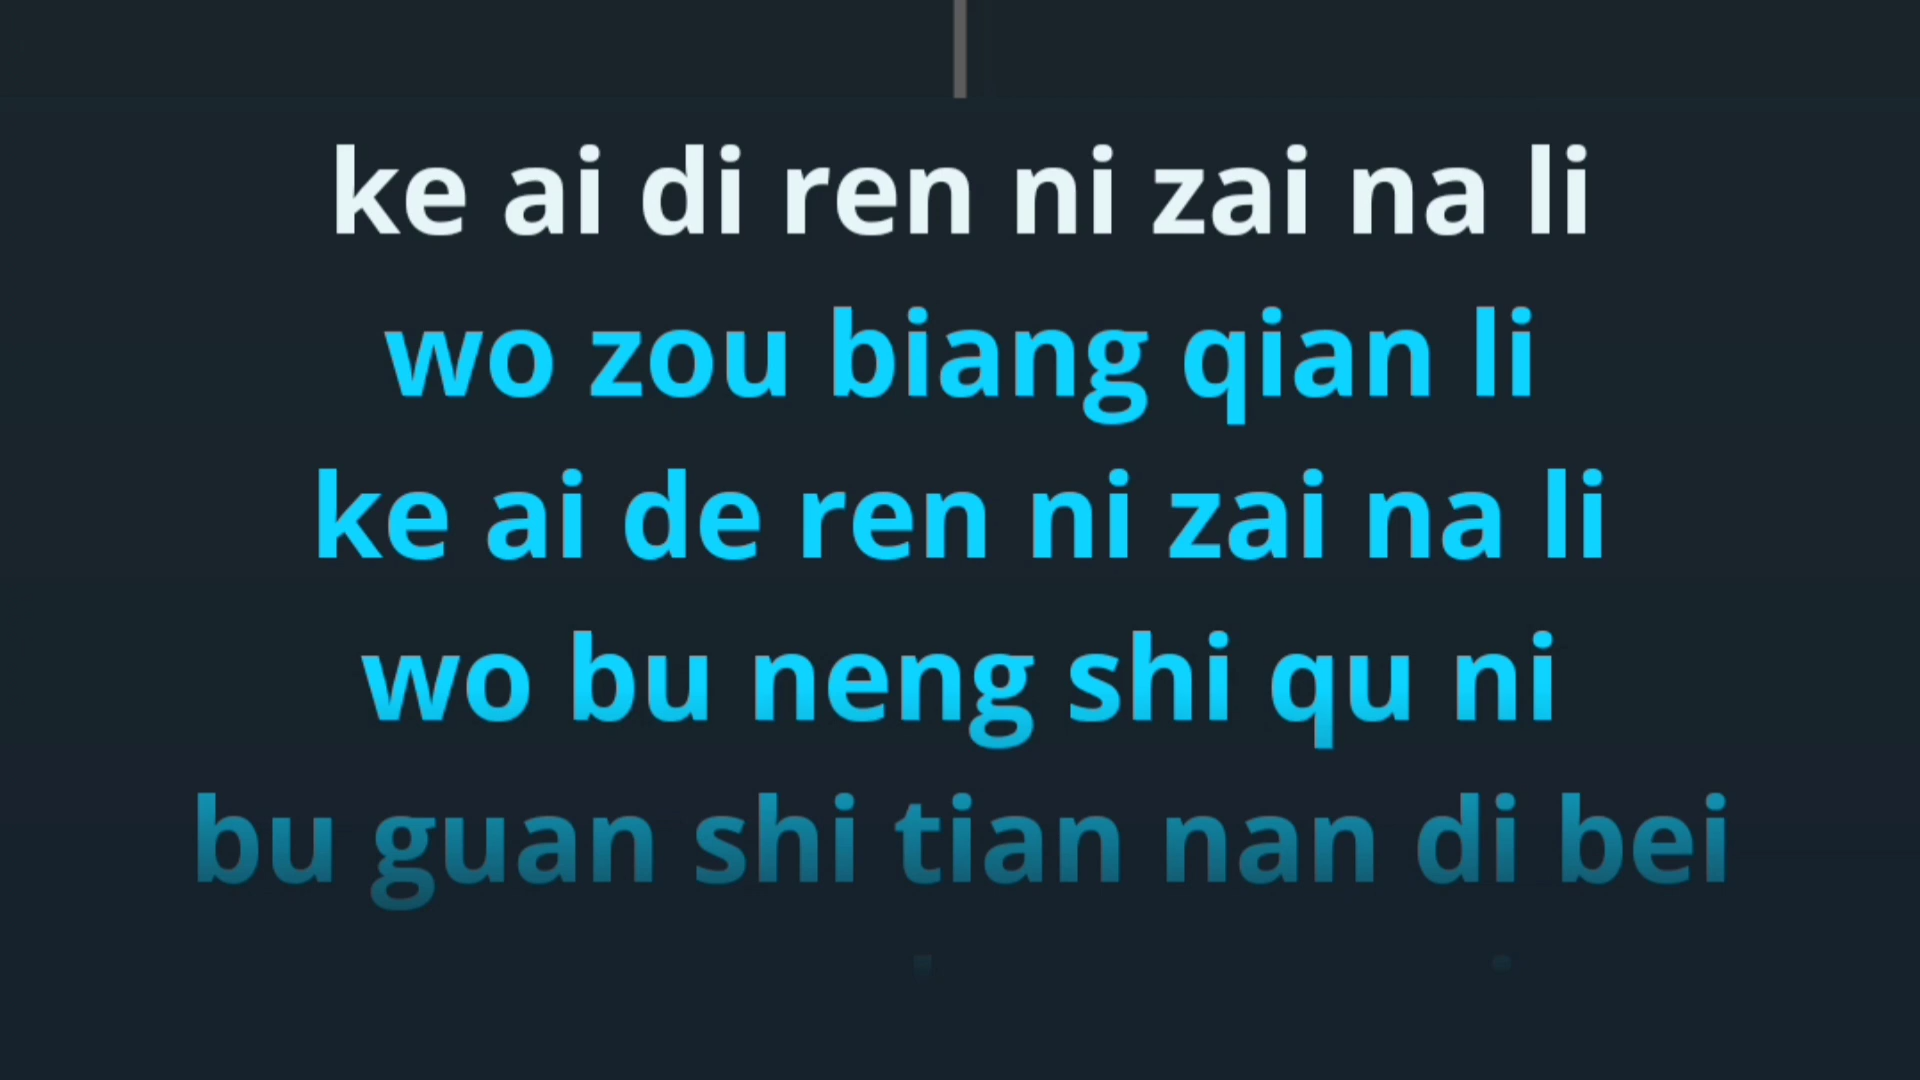 ke ai di ren ni zai na li
wo zou biang qian li
ke ai de ren ni zai na li
wo bu neng shi qu ni
bu guan shi tian nan di bei